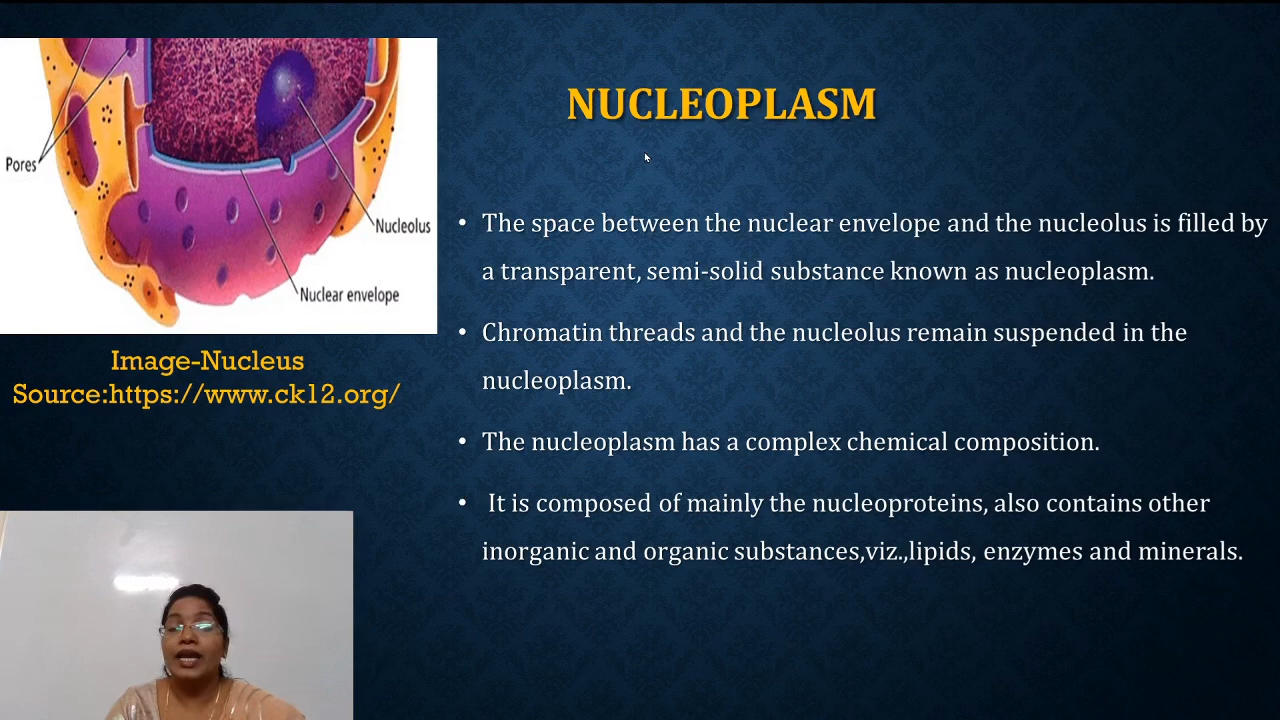 Pores
Nucleolus
Nuclear envelope
Image-Nucleus
Source:https://www.ck12.org/
NUCLEOPLASM
• The space between the nuclear envelope and the nucleolus is filled by
a transparent, semi-solid substance known as nucleoplasm.
• Chromatin threads and the nucleolus remain suspended in the
nucleoplasm.
• The nucleoplasm has a complex chemical composition.
• It is composed of mainly the nucleoproteins, also contains other
inorganic and organic substances,viz.,lipids, enzymes and minerals.